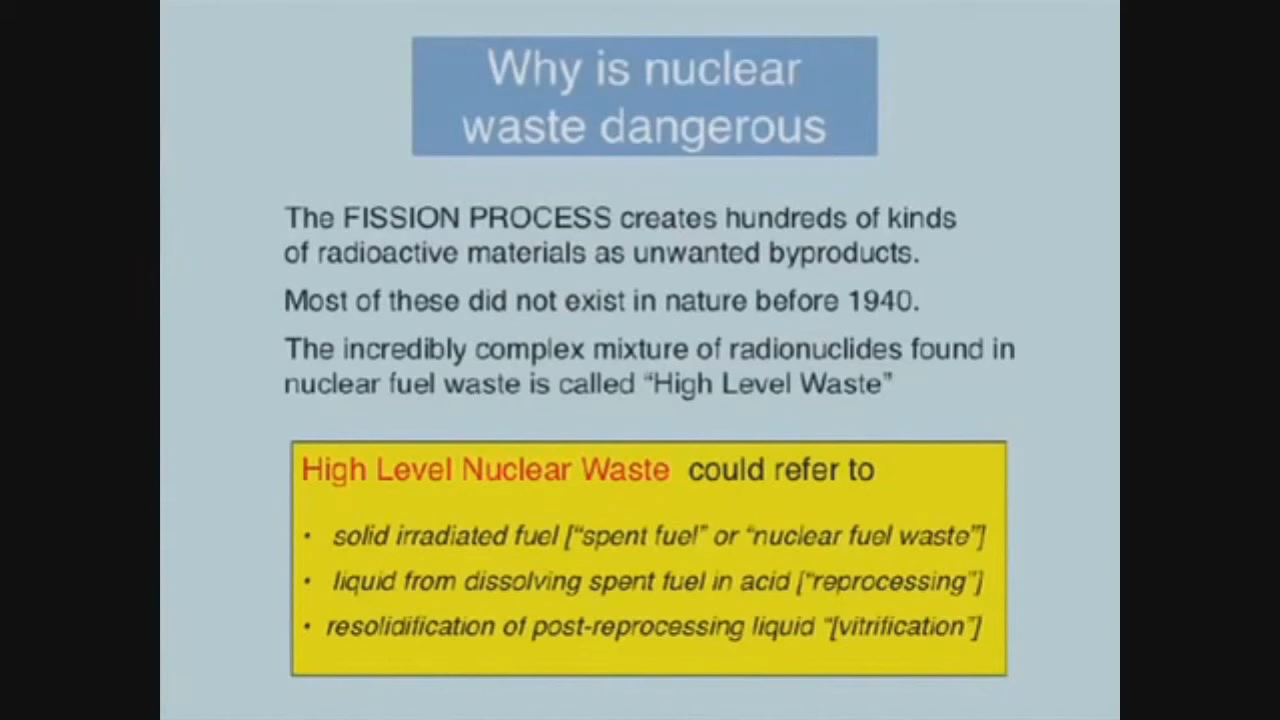 Why is nuclear
waste dangerous
The FISSION PROCESS creates hundreds of kinds
of radioactive materials as unwanted byproducts.
Most of these did not exist in nature before 1940.
The incredibly complex mixture of radionuclides found in
nuclear fuel waste is called “High Level Waste”
High Level Nuclear Waste could refer to
• solid irradiated fuel [“spent fuel” or “nuclear fuel waste”]
• liquid from dissolving spent fuel in acid [“reprocessing”]
• resolidification of post-reprocessing liquid “[vitrification”]